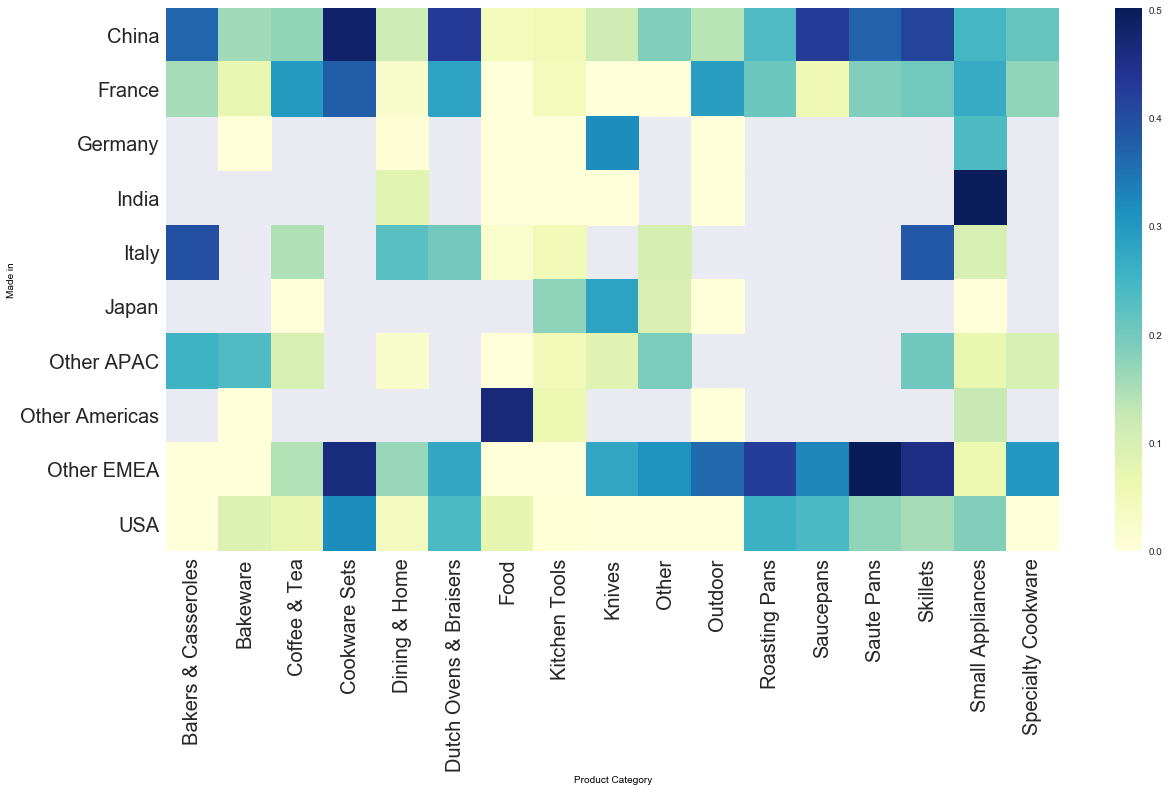 China
France
Germany
India
Italy
Japan
Other APAC
Other Americas
Other EMEA
USA
Made in
Bakers & Casseroles
Bakeware
Coffee & Tea
Cookware Sets
Dining & Home
Dutch Ovens & Braisers
Food
Kitchen Tools
Knives
Other
Outdoor
Roasting Pans
Saucepans
Saute Pans
Skillets
Small Appliances
Specialty Cookware
Product Category
0.5
0.4
0.3
0.2
0.1
0.0